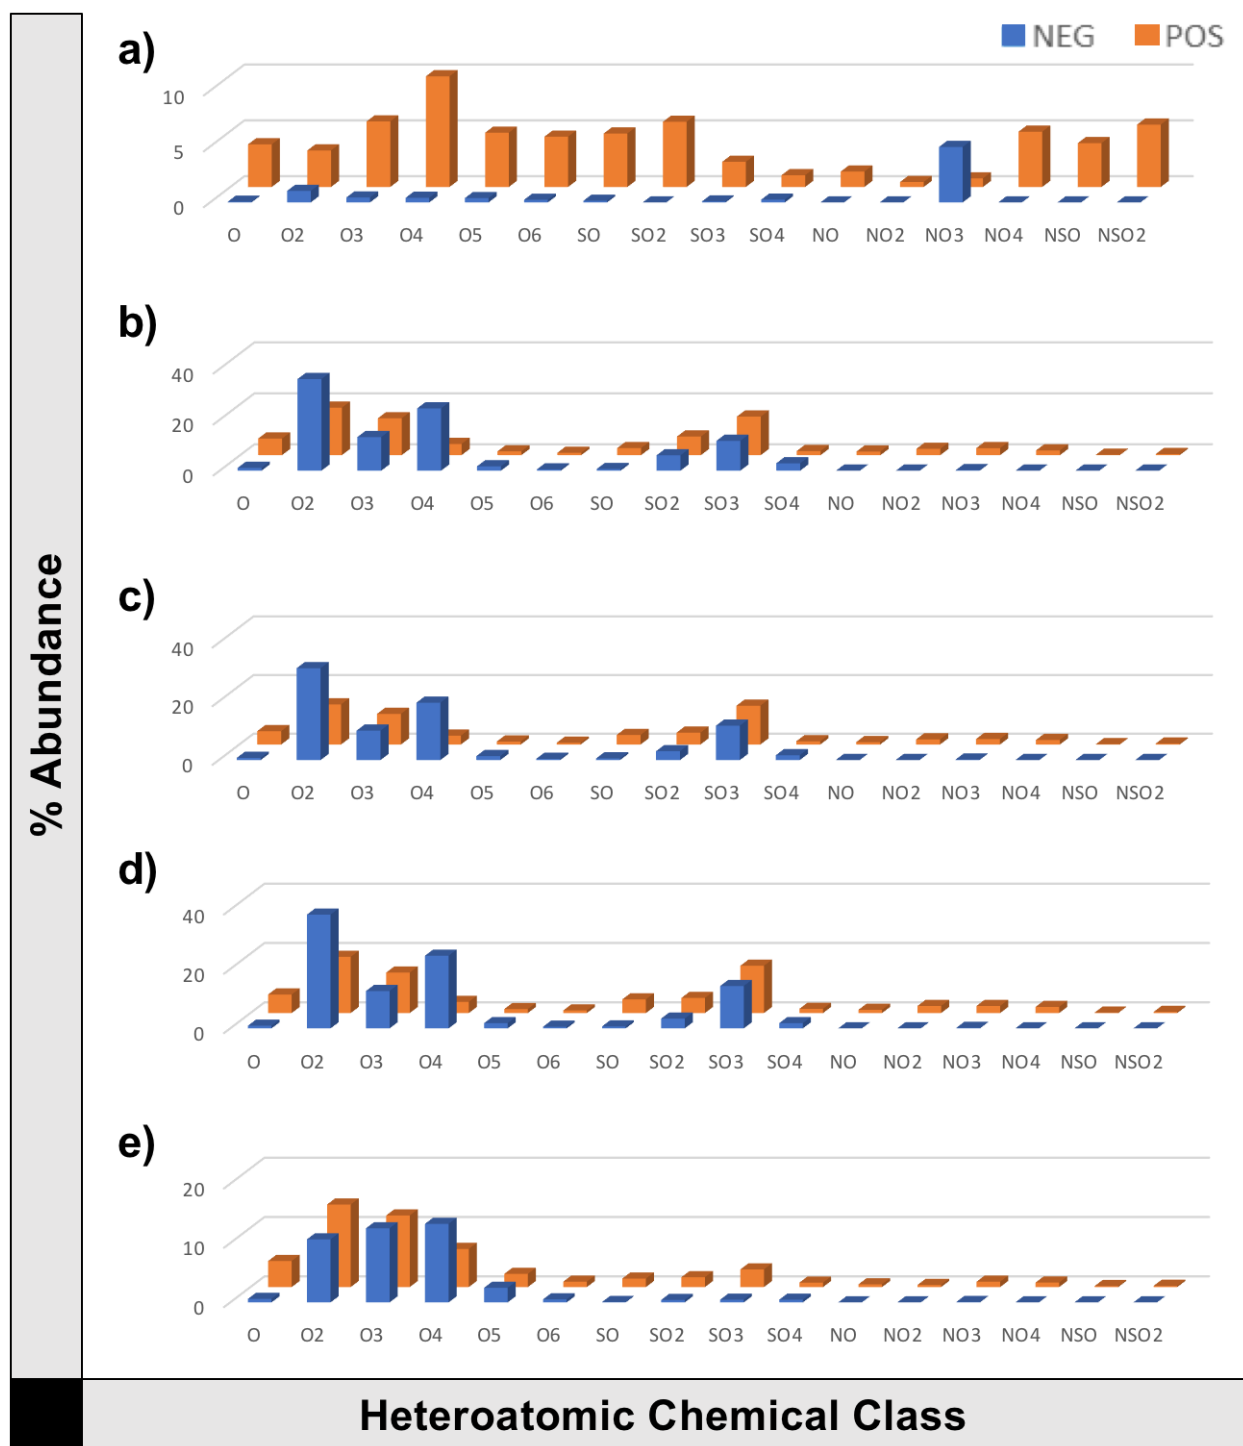 NEG POS
a)
10
5
0
O O2 O3 O4 O5 O6 SO SO2 SO3 SO4 NO NO2 NO3 NO4 NSO NSO2
b)
40
20
0
O O2 O3 O4 O5 O6 SO SO2 SO3 SO4 NO NO2 NO3 NO4 NSO NSO2
c)
40
20
0
O O2 O3 O4 O5 O6 SO SO2 SO3 SO4 NO NO2 NO3 NO4 NSO NSO2
d)
40
20
0
O O2 O3 O4 O5 O6 SO SO2 SO3 SO4 NO NO2 NO3 NO4 NSO NSO2
e)
20
10
0
O O2 O3 O4 O5 O6 SO SO2 SO3 SO4 NO NO2 NO3 NO4 NSO NSO2
% Abundance
Heteroatomic Chemical Class